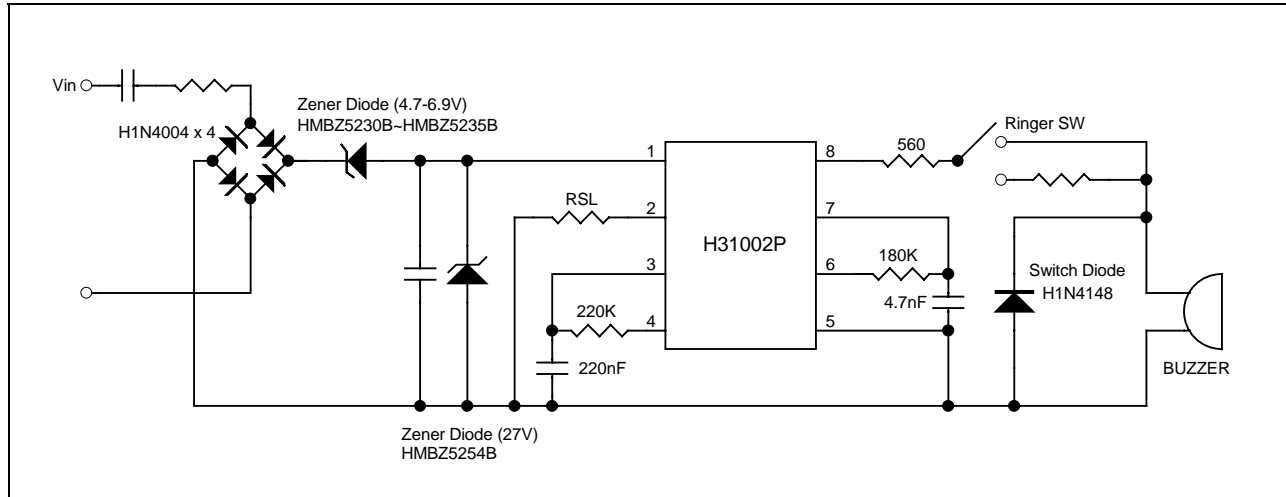 Vin
H1N4004 x 4
Zener Diode (4.7-6.9V)
HMBZ5230B~HMBZ5235B
RSL
220K
220nF
Zener Diode (27V)
HMBZ5254B
1
2
3
4
H31002P
8
7
6
5
560
180K
4.7nF
Ringer SW
Switch Diode
H1N4148
BUZZER